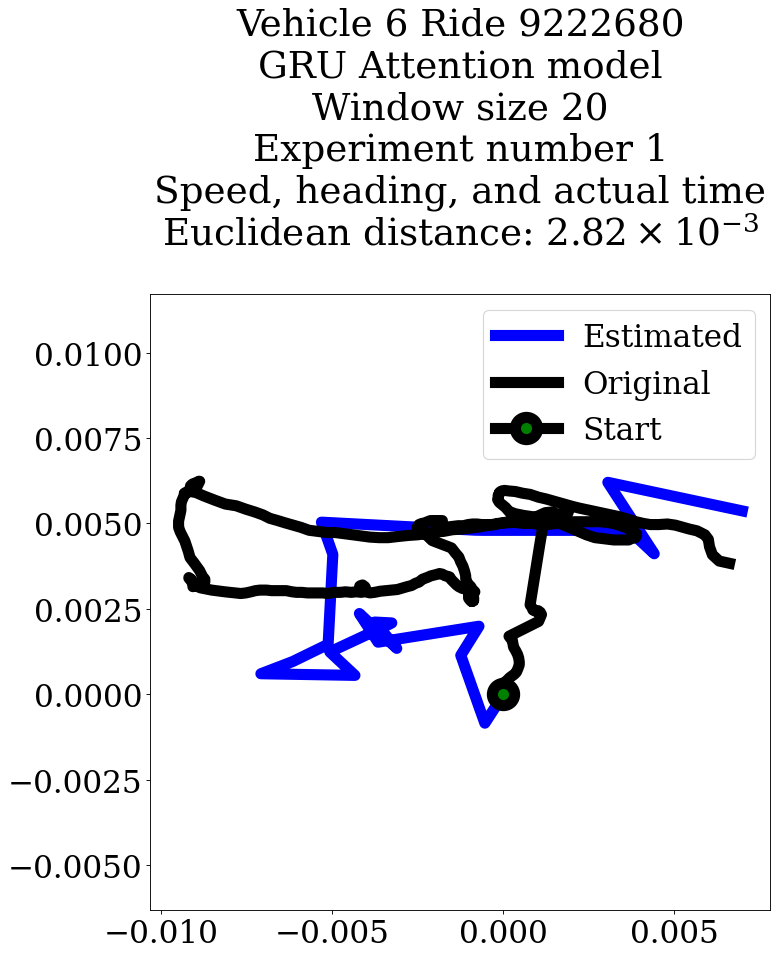 Vehicle 6 Ride 9222680
GRU Attention model
Window size 20
Experiment number 1
Speed, heading, and actual time
Euclidean distance: 2.82 × 10⁻³
Estimated
Original
Start
0.0100
0.0075
0.0050
0.0025
0.0000
−0.0025
−0.0050
−0.010 −0.005 0.000 0.005